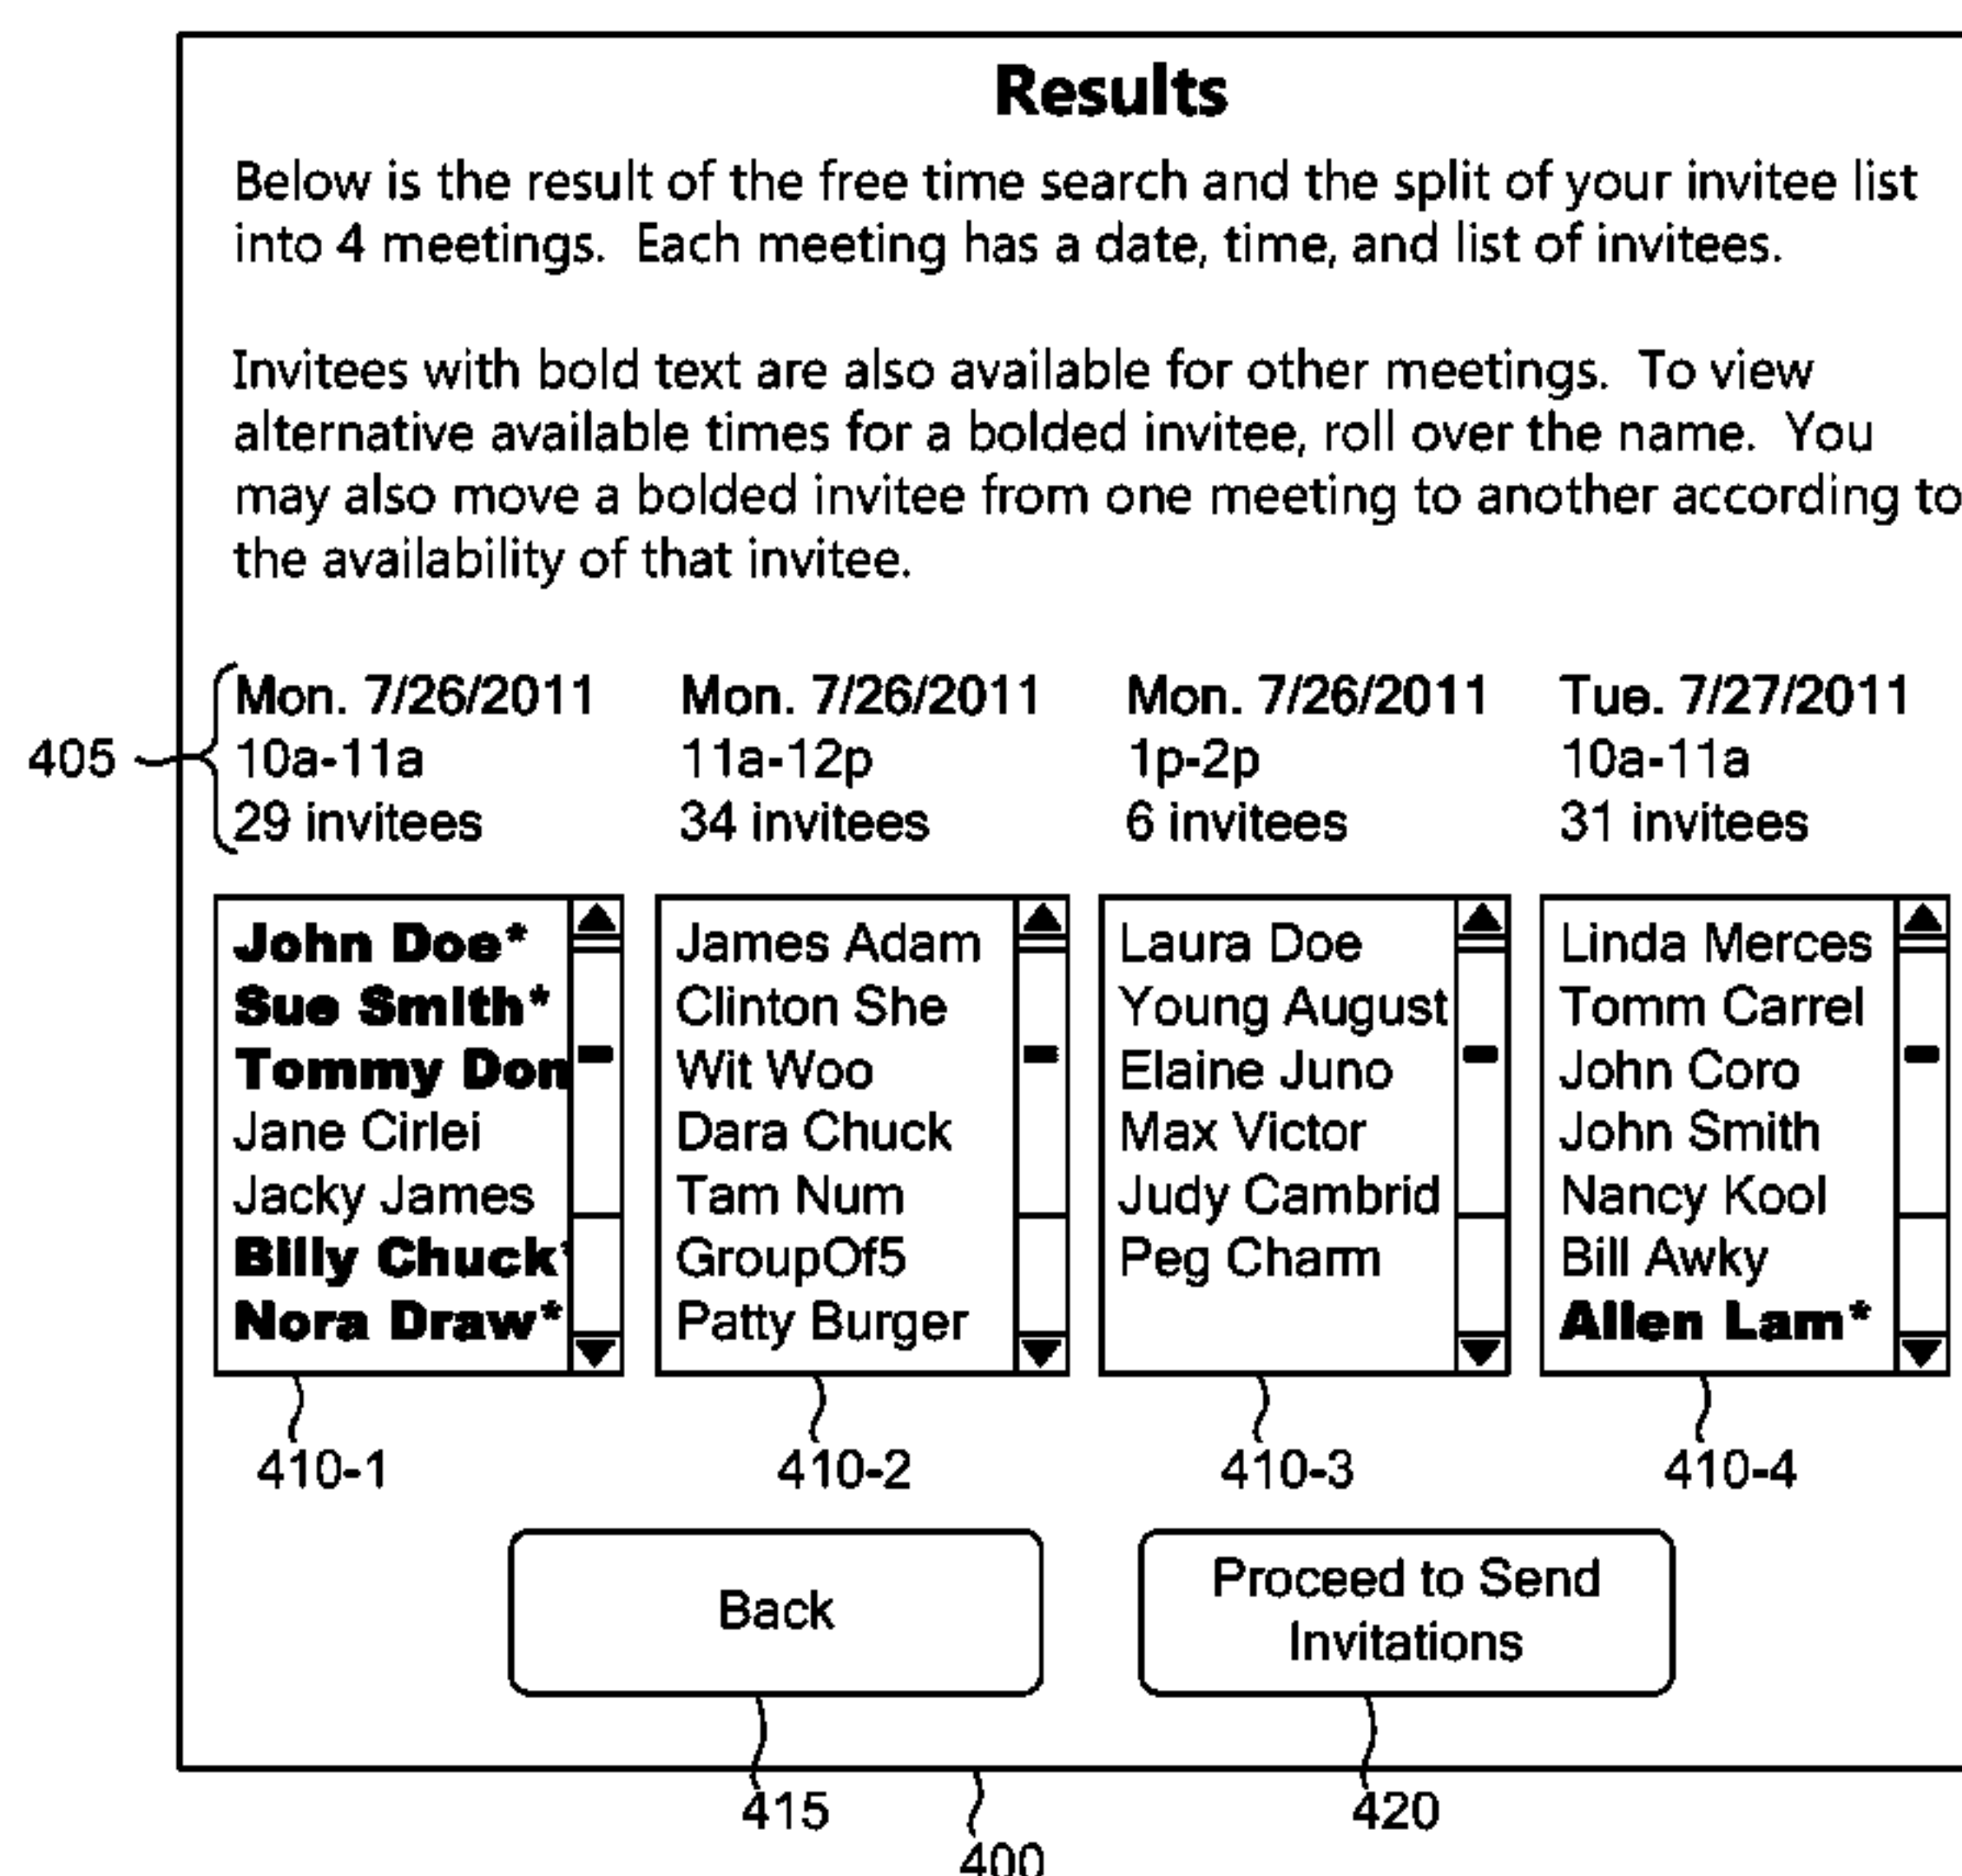 Results
Below is the result of the free time search and the split of your invitee list
into 4 meetings. Each meeting has a date, time, and list of invitees.
Invitees with bold text are also available for other meetings. To view
alternative available times for a bolded invitee, roll over the name. You
may also move a bolded invitee from one meeting to another according to
the availability of that invitee.
405
Mon. 7/26/2011
10a-11a
29 invitees
Mon. 7/26/2011
11a-12p
34 invitees
Mon. 7/26/2011
1p-2p
6 invitees
Tue. 7/27/2011
10a-11a
31 invitees
John Doe*
Sue Smith*
Tommy Don
Jane Cirlei
Jacky James
Billy Chuck*
Nora Draw*
James Adam
Clinton She
Wit Woo
Dara Chuck
Tam Num
GroupOf5
Patty Burger
Laura Doe
Young August
Elaine Juno
Max Victor
Judy Cambrid
Peg Charm
Linda Merces
Tomm Carrel
John Coro
John Smith
Nancy Kool
Bill Awky
Allen Lam*
410-1
410-2
410-3
410-4
Back
Proceed to Send
Invitations
415
420
400